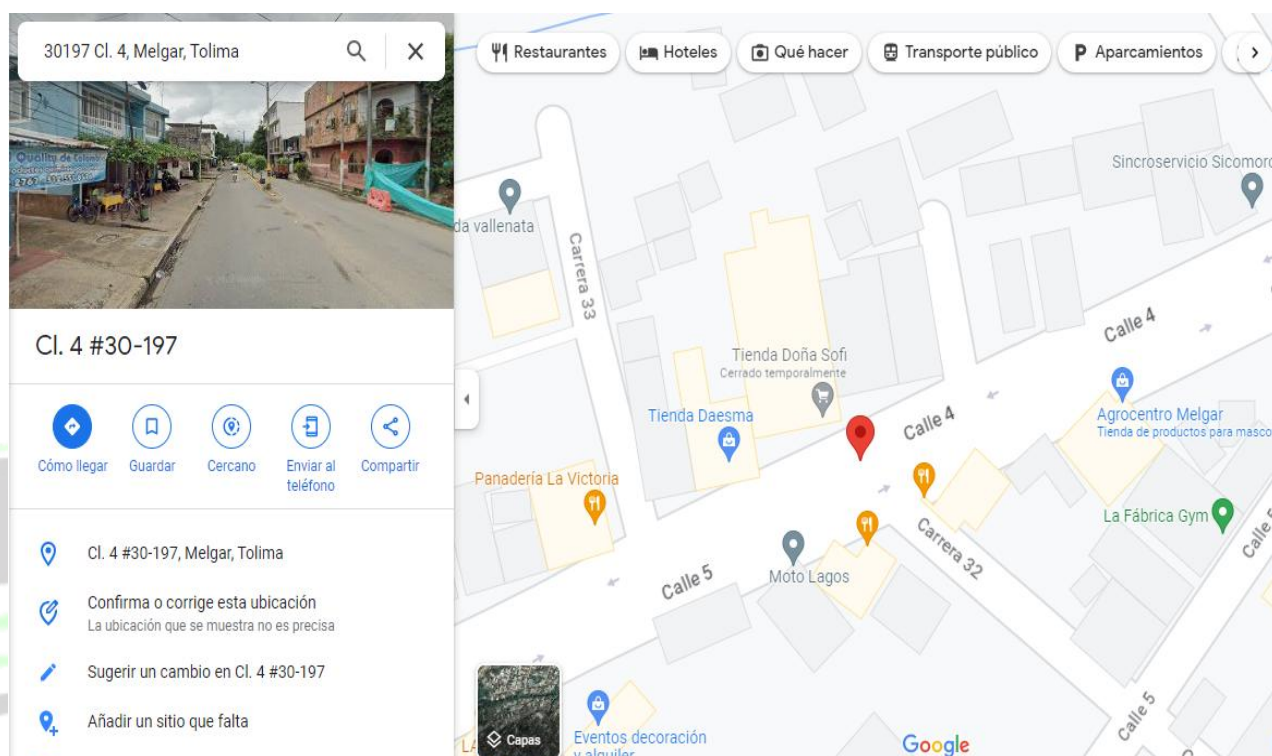 30197 Cl. 4, Melgar, Tolima
Restaurantes
Hoteles
Qué hacer
Transporte público
P Aparcamientos
Quality de Colombia
Cl. 4 #30-197
Cómo llegar
Guardar
Cercano
Enviar al
teléfono
Compartir
Cl. 4 #30-197, Melgar, Tolima
Confirma o corrige esta ubicación
La ubicación que se muestra no es precisa
Sugerir un cambio en Cl. 4 #30-197
Añadir un sitio que falta
Sincroservicio Sicomoro
da vallenata
Carrera 33
Calle 4
Tienda Doña Sofi
Cerrado temporalmente
Tienda Daesma
Calle 4
Agrocentro Melgar
Tienda de productos para masco
Panadería La Victoria
La Fábrica Gym
Calle 5
Carrera 32
Moto Lagos
Calle 5
Calle 5
Capas
Eventos decoración
y alquiler
Google